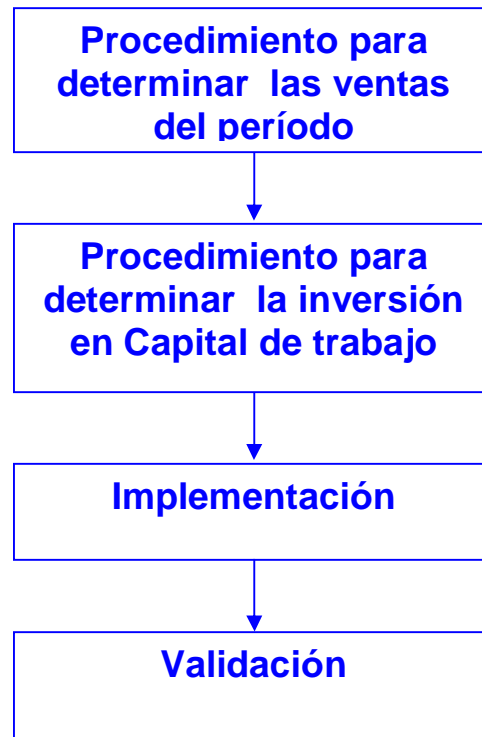 Procedimiento para
determinar las ventas
del período
Procedimiento para
determinar la inversión
en Capital de trabajo
Implementación
Validación